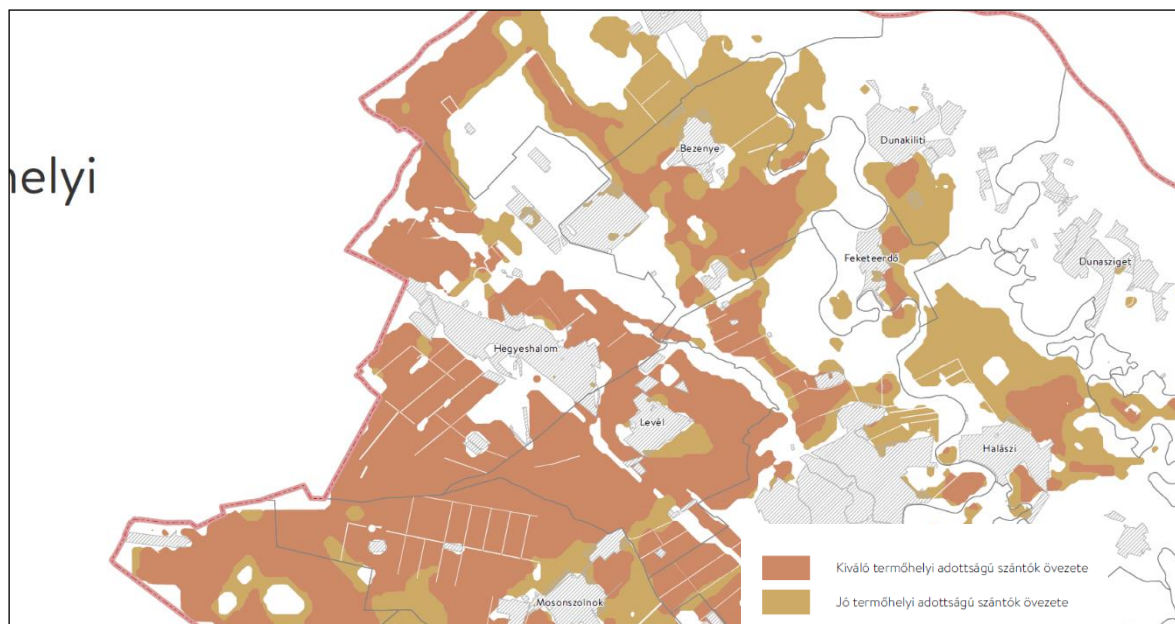 helyi
Bezenye
Dunakiliti
Feketeerdő
Dunasziget
Hegyeshalom
Levél
Halászi
Mosonszolnok
Kiváló termőhelyi adottságú szántók övezete
Jó termőhelyi adottságú szántók övezete